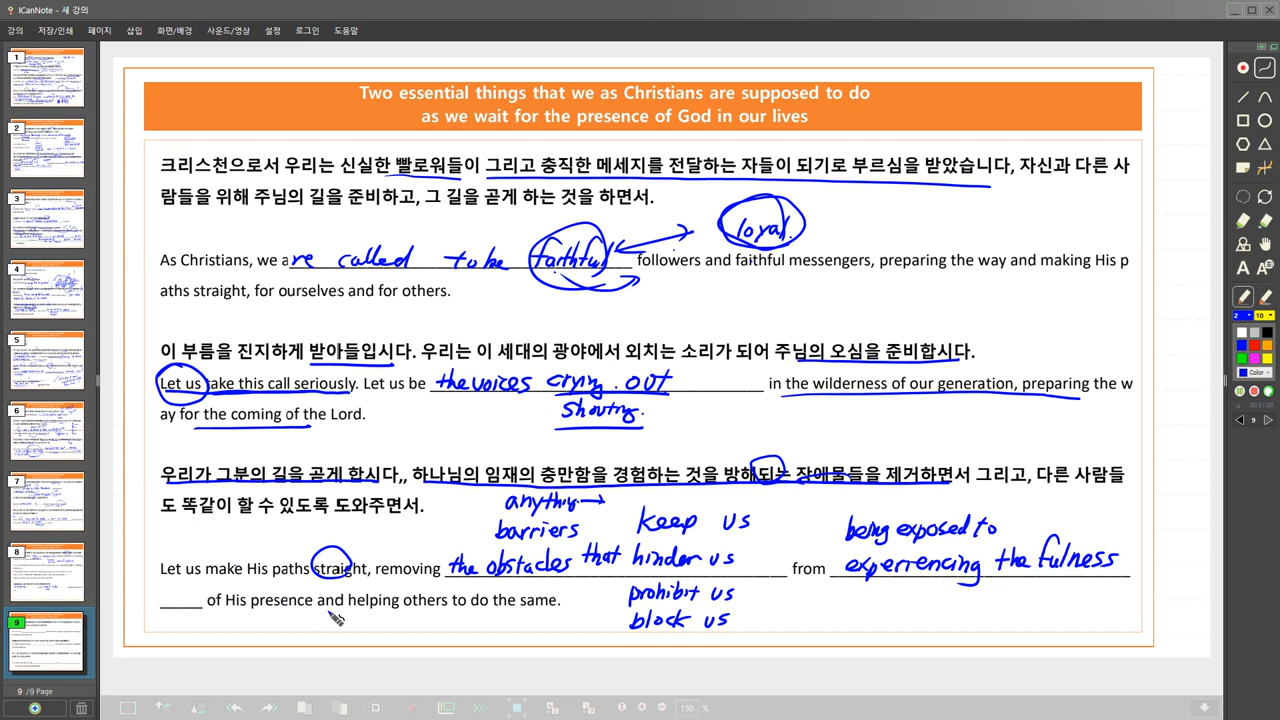 ICanNote - 새 강의
강의 저장/인쇄 페이지 삽입 화면/배경 사운드/영상 설정 로그인 도움말
Two essential things that we as Christians are supposed to do
as we wait for the presence of God in our lives
크리스천으로서 우리는 신실한 빨로워들이 그리고 충직한 메세지를 전달하는 자들이 되기로 부르심을 받았습니다, 자신과 다른 사
람들을 위해 주님의 길을 준비하고, 그 길을 곧게 하는 것을 하면서.
loyal.
As Christians, we are called to be faithful followers and faithful messengers, preparing the way and making His p
aths straight, for ourselves and for others.
이 부름을 진지하게 받아들입시다. 우리는 이 세대의 광야에서 외치는 소리가 되어 주님의 오심을 준비합시다.
Let us take this call seriously. Let us be the voices crying out in the wilderness of our generation, preparing the w
shouting.
ay for the coming of the Lord.
우리가 그분의 길을 곧게 합시다,, 하나님의 임재의 충만함을 경험하는 것을 방해되는 장애물들을 제거하면서 그리고, 다른 사람들
도 똑같이 할 수 있도록 도와주면서.
anything →
barriers keep us being exposed to
Let us make His paths straight, removing the obstacles that hinder us from experiencing the fulness
prohibit us
_____ of His presence and helping others to do the same.
block us
1
2
3
4
5
6
7
8
9
9 /9 Page
150 %
2 10
Color
00:31:30
9